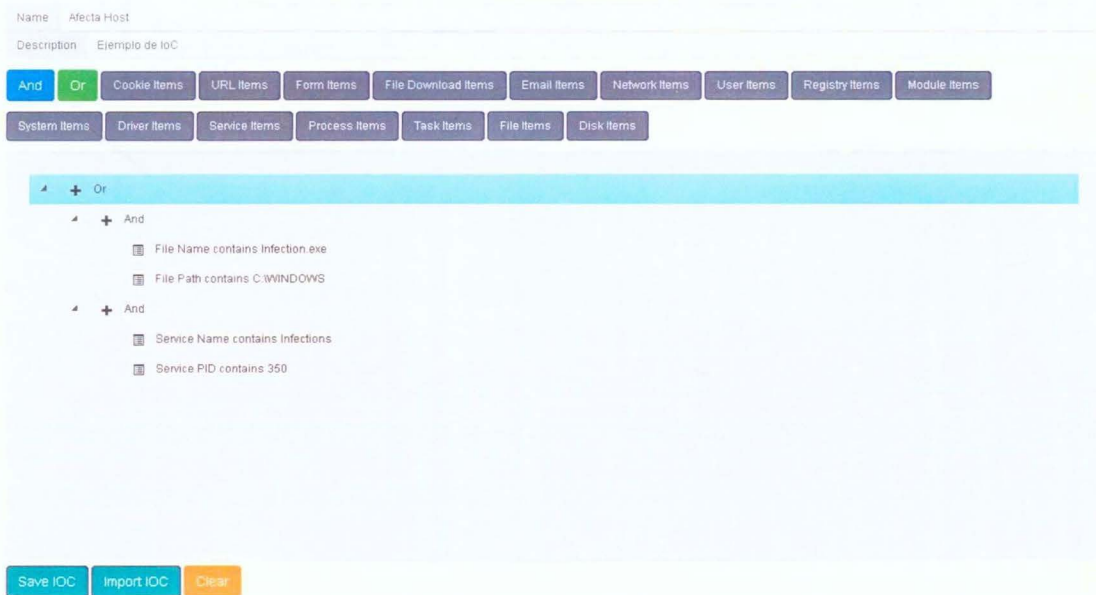 Name Afecta Host
Description Ejemplo de IoC
And Or Cookie Items URL Items Form Items File Download Items Email Items Network Items User Items Registry Items Module Items
System Items Driver Items Service Items Process Items Task Items File Items Disk Items
Or
And
File Name contains Infection.exe
File Path contains C:\WINDOWS
And
Service Name contains Infections
Service PID contains 350
Save IOC Import IOC Clear